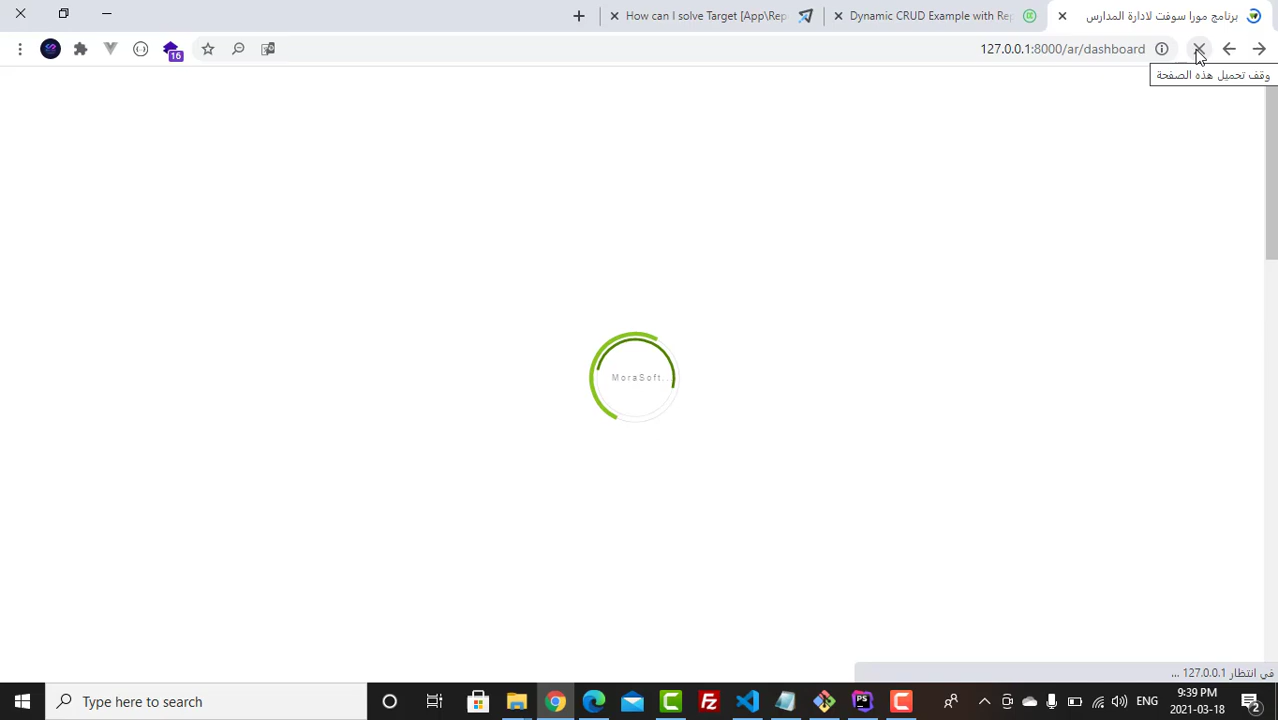 برنامج مورا سوفت لادارة المدارس
Dynamic CRUD Example with Rep
How can I solve Target [App\Rep
127.0.0.1:8000/ar/dashboard
16
وقف تحميل هذه الصفحة
MoraSoft...
في انتظار 127.0.0.1 ...
Type here to search
ENG
9:39 PM
2021-03-18
2